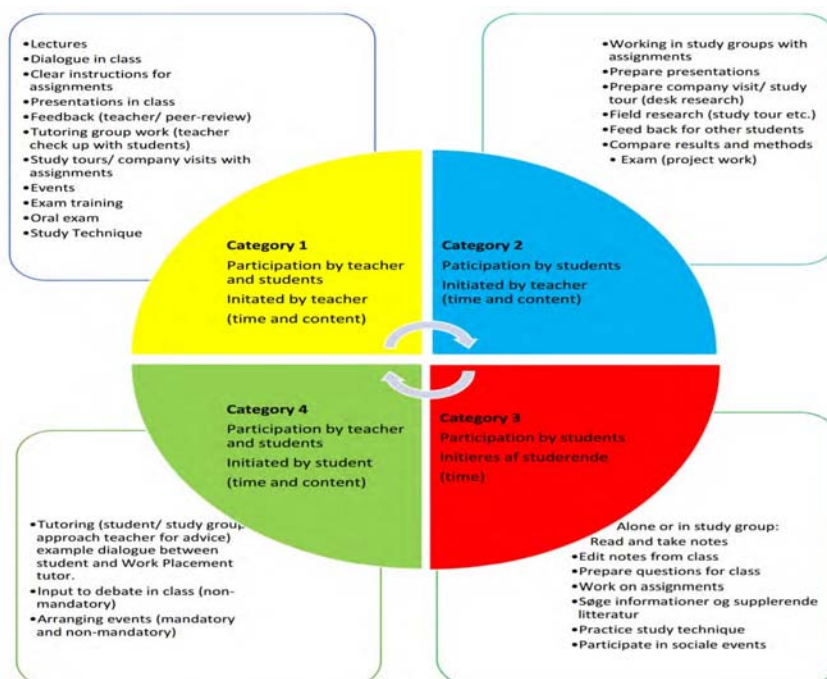 •Lectures
•Dialogue in class
•Clear instructions for
assignments
•Presentations in class
•Feedback (teacher/ peer-review)
•Tutoring group work (teacher
check up with students)
•Study tours/ company visits with
assignments
•Events
•Exam training
•Oral exam
•Study Technique
•Working in study groups with
assignments
•Prepare presentations
•Prepare company visit/ study
tour (desk research)
•Field research (study tour etc.)
•Feed back for other students
•Compare results and methods
• Exam (project work)
Category 1
Participation by teacher
and students
Initated by teacher
(time and content)
Category 2
Paticipation by students
Initiated by teacher
(time and content)
Category 4
Participation by teacher
and students
Initiated by student
(time and content)
Category 3
Participation by students
Initieres af studerende
(time)
•Tutoring (student/ study group
approach teacher for advice)
example dialogue between
student and Work Placement
tutor.
•Input to debate in class (non-
mandatory)
•Arranging events (mandatory
and non-mandatory)
Alone or in study group:
Read and take notes
•Edit notes from class
•Prepare questions for class
•Work on assignments
•Søge informationer og supplerende
litteratur
•Practice study technique
•Participate in sociale events